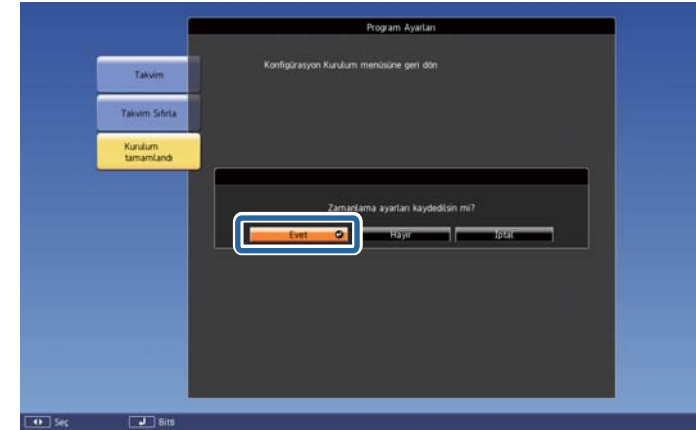 Program Ayarları
Konfigürasyon Kurulum menüsüne geri dön
Takvim
Takvim Sıfırla
Kurulum
tamamlandı
Zamanlama ayarları kaydedilsin mi?
Evet Hayır İptal
Seç Bitti